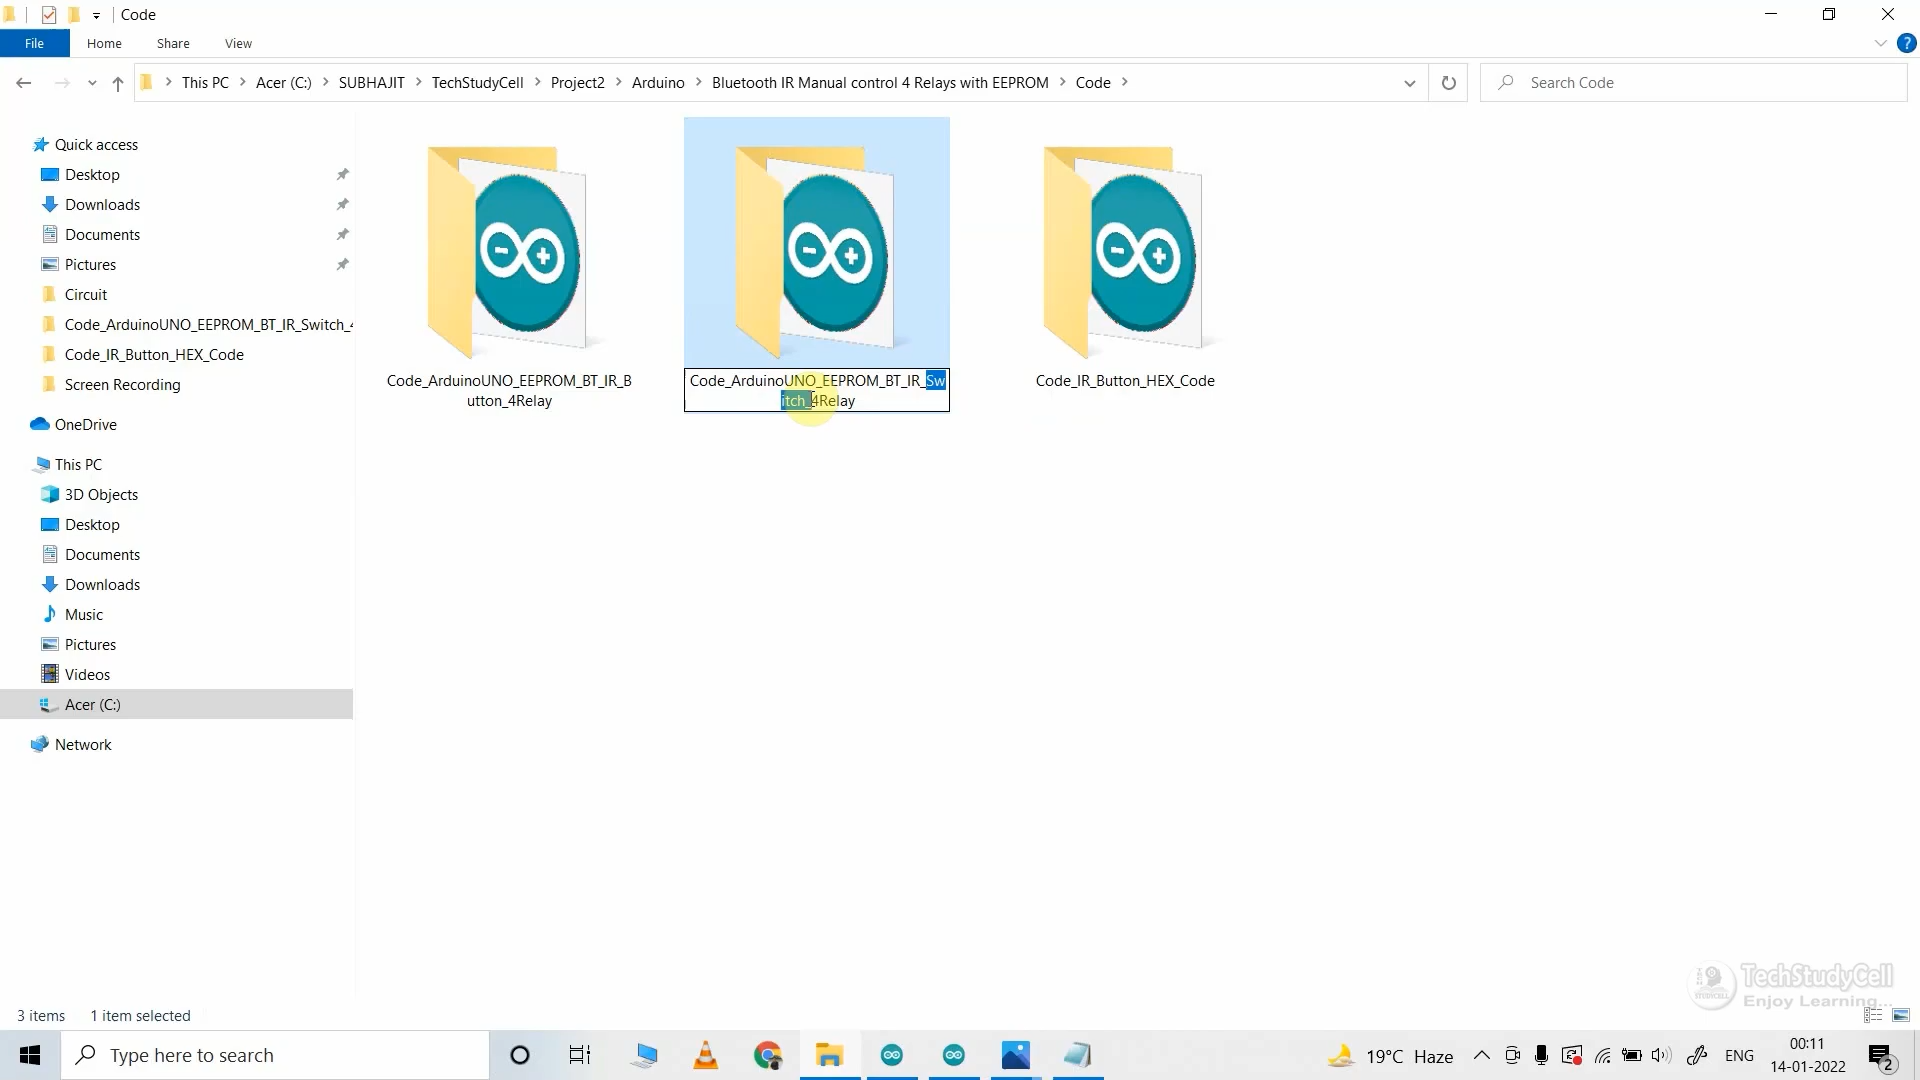 Code
File
Home
Share
View
?
This PC
Acer (C:)
SUBHAJIT
TechStudyCell
Project2
Arduino
Bluetooth IR Manual control 4 Relays with EEPROM
Code
Search Code
Quick access
Desktop
Downloads
Documents
Pictures
Circuit
Code_ArduinoUNO_EEPROM_BT_IR_Switch_4
Code_IR_Button_HEX_Code
Screen Recording
OneDrive
This PC
3D Objects
Desktop
Documents
Downloads
Music
Pictures
Videos
Acer (C:)
Network
Code_ArduinoUNO_EEPROM_BT_IR_B
utton_4Relay
Code_ArduinoUNO_EEPROM_BT_IR_Sw
itch_4Relay
Code_IR_Button_HEX_Code
TechStudyCell
Enjoy Learning...
3 items
1 item selected
Type here to search
19°C Haze
ENG
00:11
14-01-2022
2